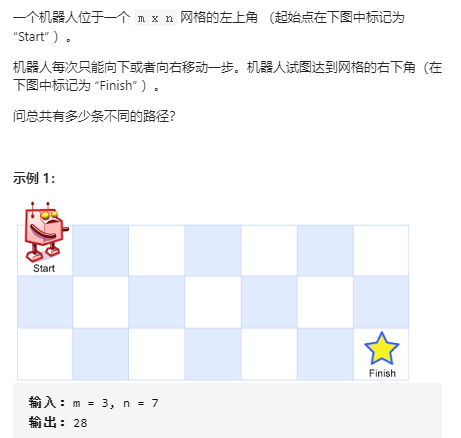 一个机器人位于一个 m x n 网格的左上角 （起始点在下图中标记为
“Start” ）。
机器人每次只能向下或者向右移动一步。机器人试图达到网格的右下角（在
下图中标记为 “Finish” ）。
问总共有多少条不同的路径？
示例 1：
Start
Finish
输入：m = 3, n = 7
输出：28